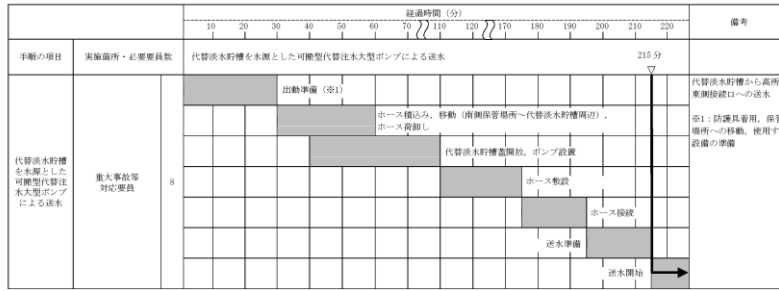 経過時間(分)
備考
10 20 30 40 50 60 70 110 120 170 180 190 200 210 220
手順の項目
実施箇所・必要要員数
代替淡水貯槽を水源とした可搬型代替注水大型ポンプによる送水
215分
代替淡水貯槽
を水源とした
可搬型代替注
水大型ポンプ
による送水
重大事故等
対応要員
8
出動準備(※1)
ホース積込み,移動(南側保管場所~代替淡水貯槽周辺),
ホース荷卸し
代替淡水貯槽蓋開放,ポンプ設置
ホース敷設
ホース接続
送水準備
送水開始
代替淡水貯槽から高所
東側接続口への送水
※1:防護具着用,保管
場所への移動,使用す
設備の準備